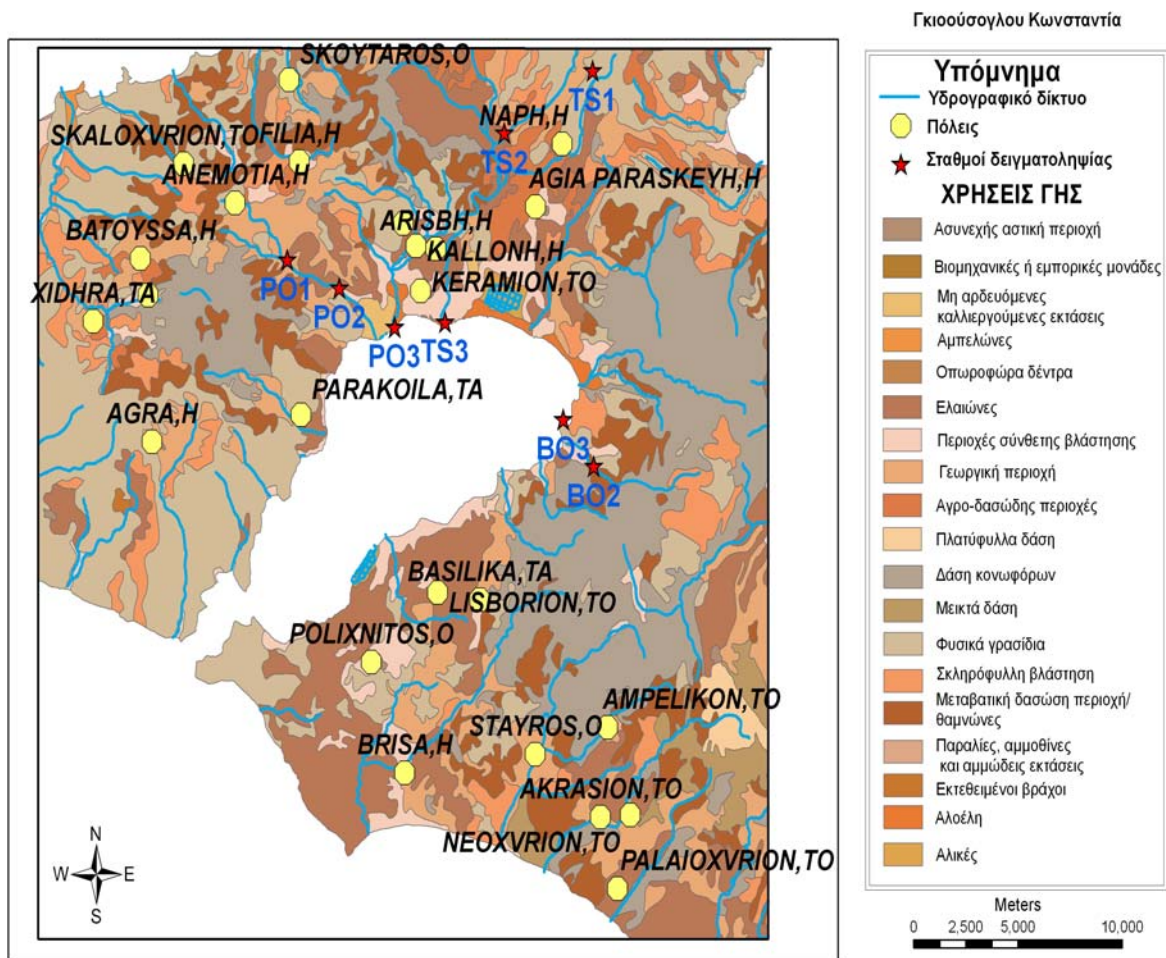 Γκιοούσογλου Κωνσταντία
SKOYTAROS,O
TS1
NAPH,H
SKALOXVRION,TO
FILIA,H
TS2
ANEMOTIA,H
AGIA PARASKEYH,H
ARISBH,H
BATOYSSA,H
KALLONH,H
KERAMION,TO
PO1
XIDHRA,TA
PO2
PO3
TS3
PARAKOILA,TA
AGRA,H
BO3
BO2
BASILIKA,TA
LISBORION,TO
POLIXNITOS,O
AMPELIKON,TO
STAYROS,O
BRISA,H
AKRASION,TO
NEOXVRION,TO
PALAIOXVRION,TO
N
W
E
S
Υπόμνημα
Υδρογραφικό δίκτυο
Πόλεις
Σταθμοί δειγματοληψίας
ΧΡΗΣΕΙΣ ΓΗΣ
Ασυνεχής αστική περιοχή
Βιομηχανικές ή εμπορικές μονάδες
Μη αρδευόμενες
καλλιεργούμενες εκτάσεις
Αμπελώνες
Οπωροφώρα δέντρα
Ελαιώνες
Περιοχές σύνθετης βλάστησης
Γεωργική περιοχή
Αγρο-δασώδης περιοχές
Πλατύφυλλα δάση
Δάση κονωφόρων
Μεικτά δάση
Φυσικά γρασίδια
Σκληρόφυλλη βλάστηση
Μεταβατική δασώση περιοχή/
θαμνώνες
Παραλίες, αμμοθίνες
και αμμώδεις εκτάσεις
Εκτεθειμένοι βράχοι
Αλοέλη
Αλικές
Meters
0 2,500 5,000 10,000